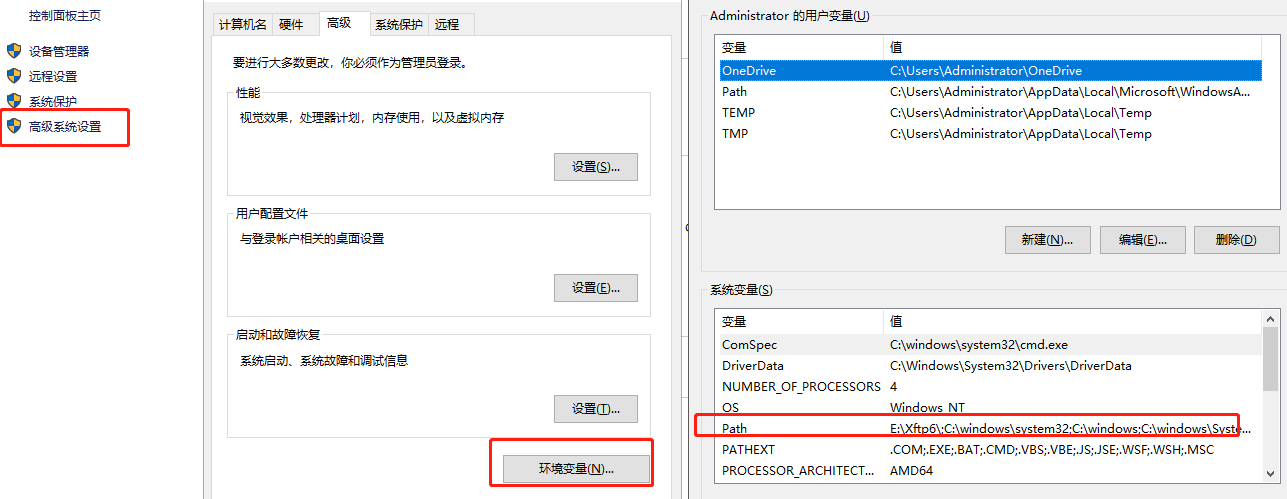 控制面板主页
设备管理器
远程设置
系统保护
高级系统设置
计算机名 硬件 高级 系统保护 远程
要进行大多数更改，你必须作为管理员登录。
性能
视觉效果，处理器计划，内存使用，以及虚拟内存
设置(S)...
用户配置文件
与登录帐户相关的桌面设置
设置(E)...
启动和故障恢复
系统启动、系统故障和调试信息
设置(T)...
环境变量(N)...
Administrator 的用户变量(U)
变量 值
OneDrive C:\Users\Administrator\OneDrive
Path C:\Users\Administrator\AppData\Local\Microsoft\WindowsA...
TEMP C:\Users\Administrator\AppData\Local\Temp
TMP C:\Users\Administrator\AppData\Local\Temp
新建(N)... 编辑(E)... 删除(D)
系统变量(S)
变量 值
ComSpec C:\windows\system32\cmd.exe
DriverData C:\Windows\System32\Drivers\DriverData
NUMBER_OF_PROCESSORS 4
OS Windows_NT
Path E:\Xftp6\;C:\windows\system32;C:\windows;C:\windows\Syste...
PATHEXT .COM;.EXE;.BAT;.CMD;.VBS;.VBE;.JS;.JSE;.WSF;.WSH;.MSC
PROCESSOR_ARCHITECT... AMD64